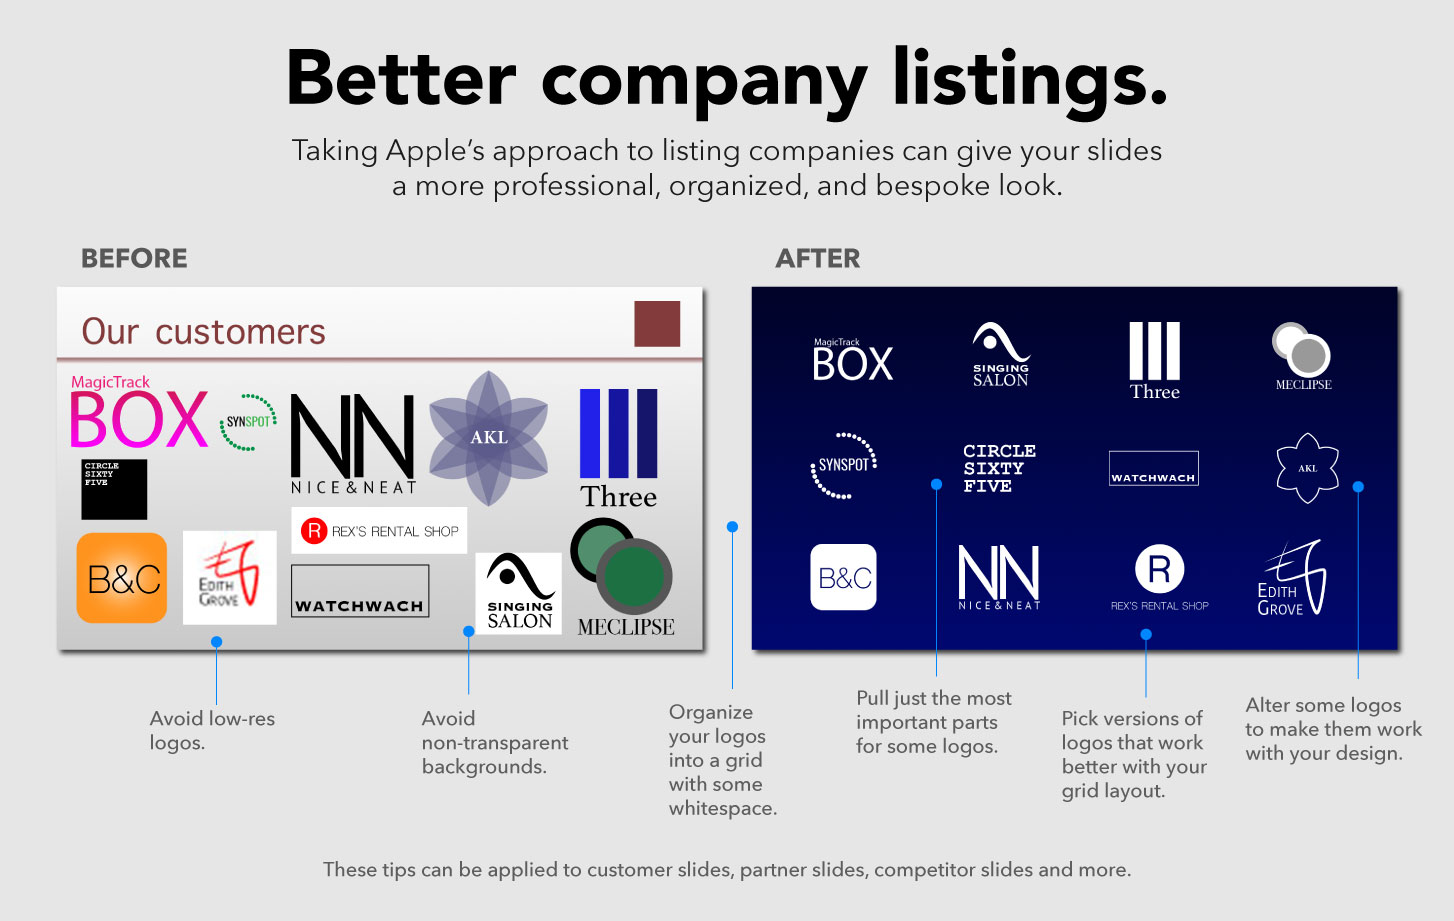 Better company listings.
Taking Apple's approach to listing companies can give your slides
a more professional, organized, and bespoke look.
BEFORE
Our customers
MagicTrack
BOX
SYNSPOT
NN
NICE&NEAT
AKL
Three
CIRCLE
SIXTY
FIVE
R REX'S RENTAL SHOP
B&C
EDITH
GROVE
WATCHWACH
SINGING
SALON
MECLIPSE
AFTER
MagicTrack
BOX
SINGING
SALON
Three
MECLIPSE
SYNSPOT
CIRCLE
SIXTY
FIVE
WATCHWACH
AKL
B&C
NN
NICE&NEAT
R
REX'S RENTAL SHOP
EDITH
GROVE
Avoid low-res
logos.
Avoid
non-transparent
backgrounds.
Organize
your logos
into a grid
with some
whitespace.
Pull just the most
important parts
for some logos.
Pick versions of
logos that work
better with your
grid layout.
Alter some logos
to make them work
with your design.
These tips can be applied to customer slides, partner slides, competitor slides and more.